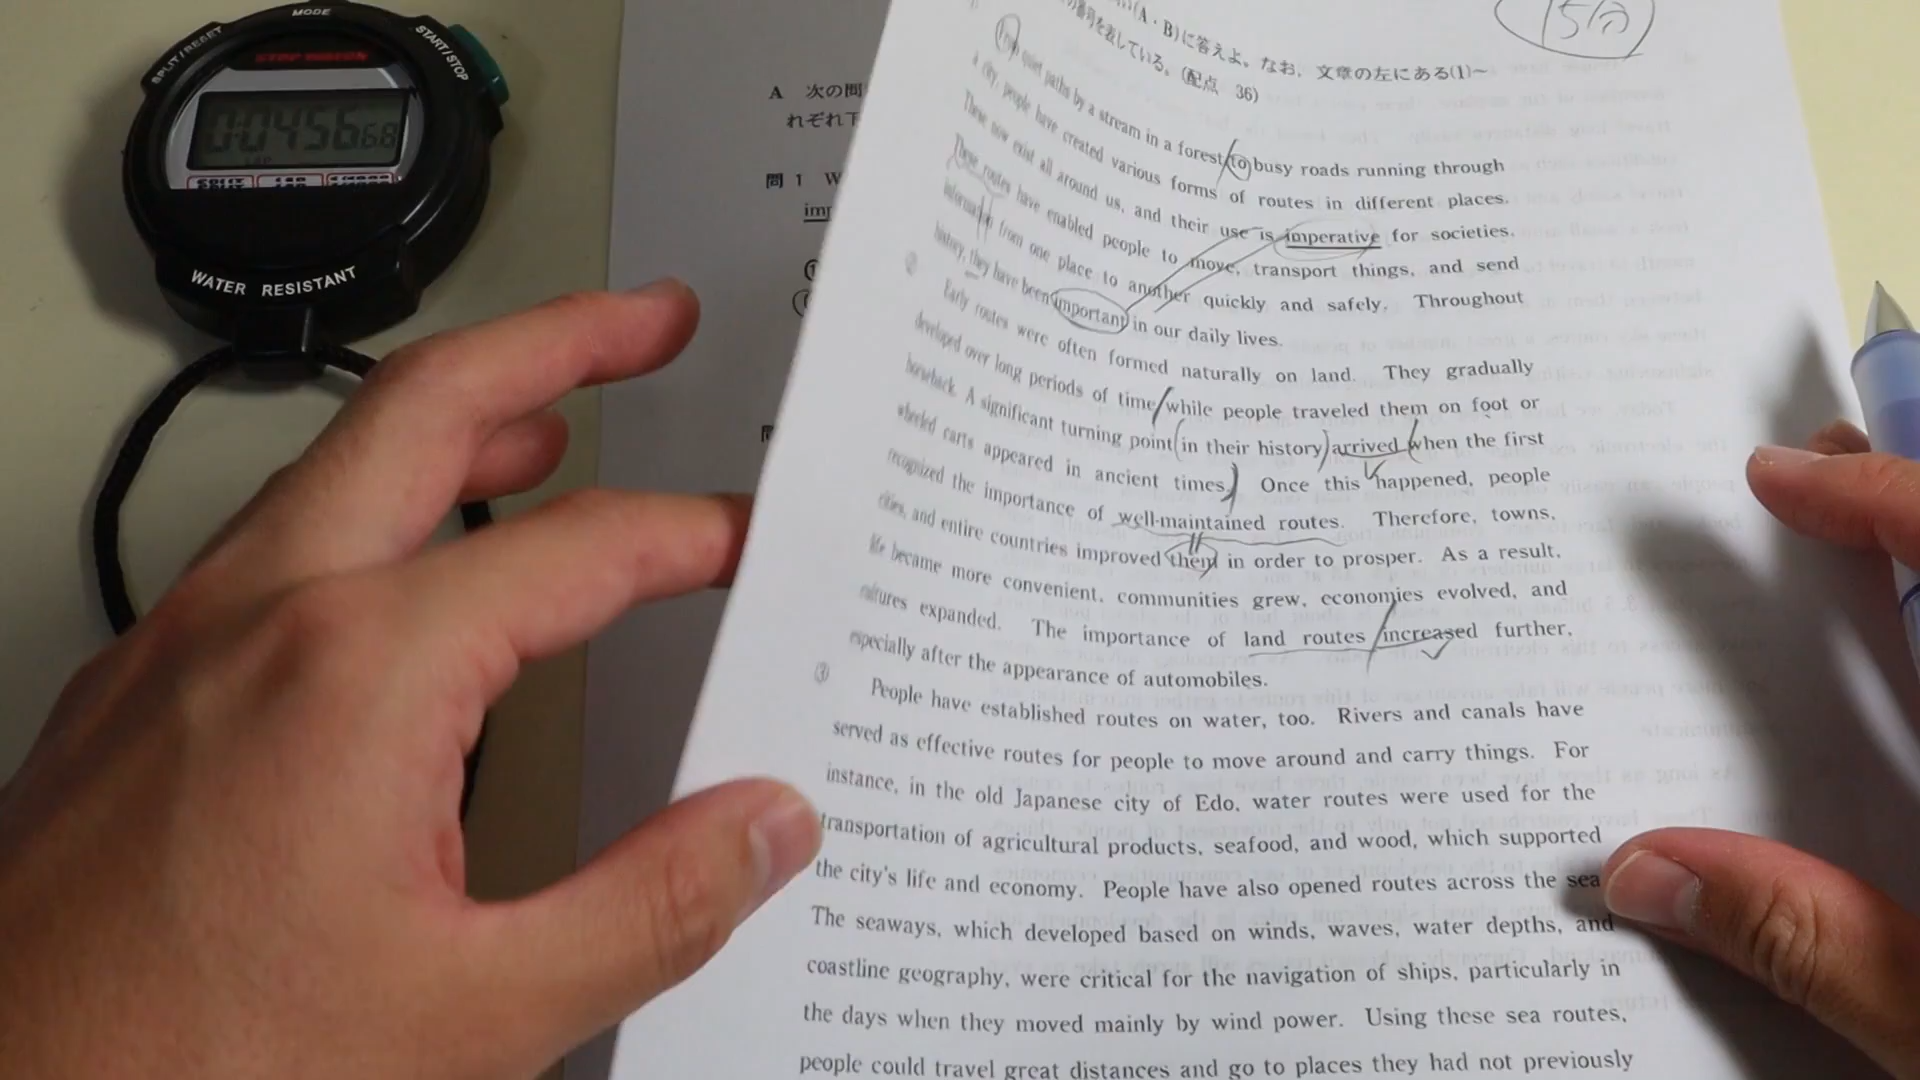 MODE
SPLIT/RESET
START/STOP
0:045668
LAP
WATER RESISTANT
A 次の問
れぞれ下
問 1 W
imp
15分
(A・B)に答えよ。なお，文章の左にある(1)～
の番号を表している。(配点 36)
From quiet paths by a stream in a forest to busy roads running through
a city, people have created various forms of routes in different places.
These now exist all around us, and their use is imperative for societies.
These routes have enabled people to move, transport things, and send
information from one place to another quickly and safely. Throughout
history, they have been important in our daily lives.
② Early routes were often formed naturally on land. They gradually
developed over long periods of time while people traveled them on foot or
horseback. A significant turning point in their history arrived when the first
wheeled carts appeared in ancient times. Once this happened, people
recognized the importance of well-maintained routes. Therefore, towns,
cities, and entire countries improved them in order to prosper. As a result,
life became more convenient, communities grew, economies evolved, and
cultures expanded. The importance of land routes increased further,
especially after the appearance of automobiles.
③ People have established routes on water, too. Rivers and canals have
served as effective routes for people to move around and carry things. For
instance, in the old Japanese city of Edo, water routes were used for the
transportation of agricultural products, seafood, and wood, which supported
the city's life and economy. People have also opened routes across the sea
The seaways, which developed based on winds, waves, water depths, and
coastline geography, were critical for the navigation of ships, particularly in
the days when they moved mainly by wind power. Using these sea routes,
people could travel great distances and go to places they had not previously